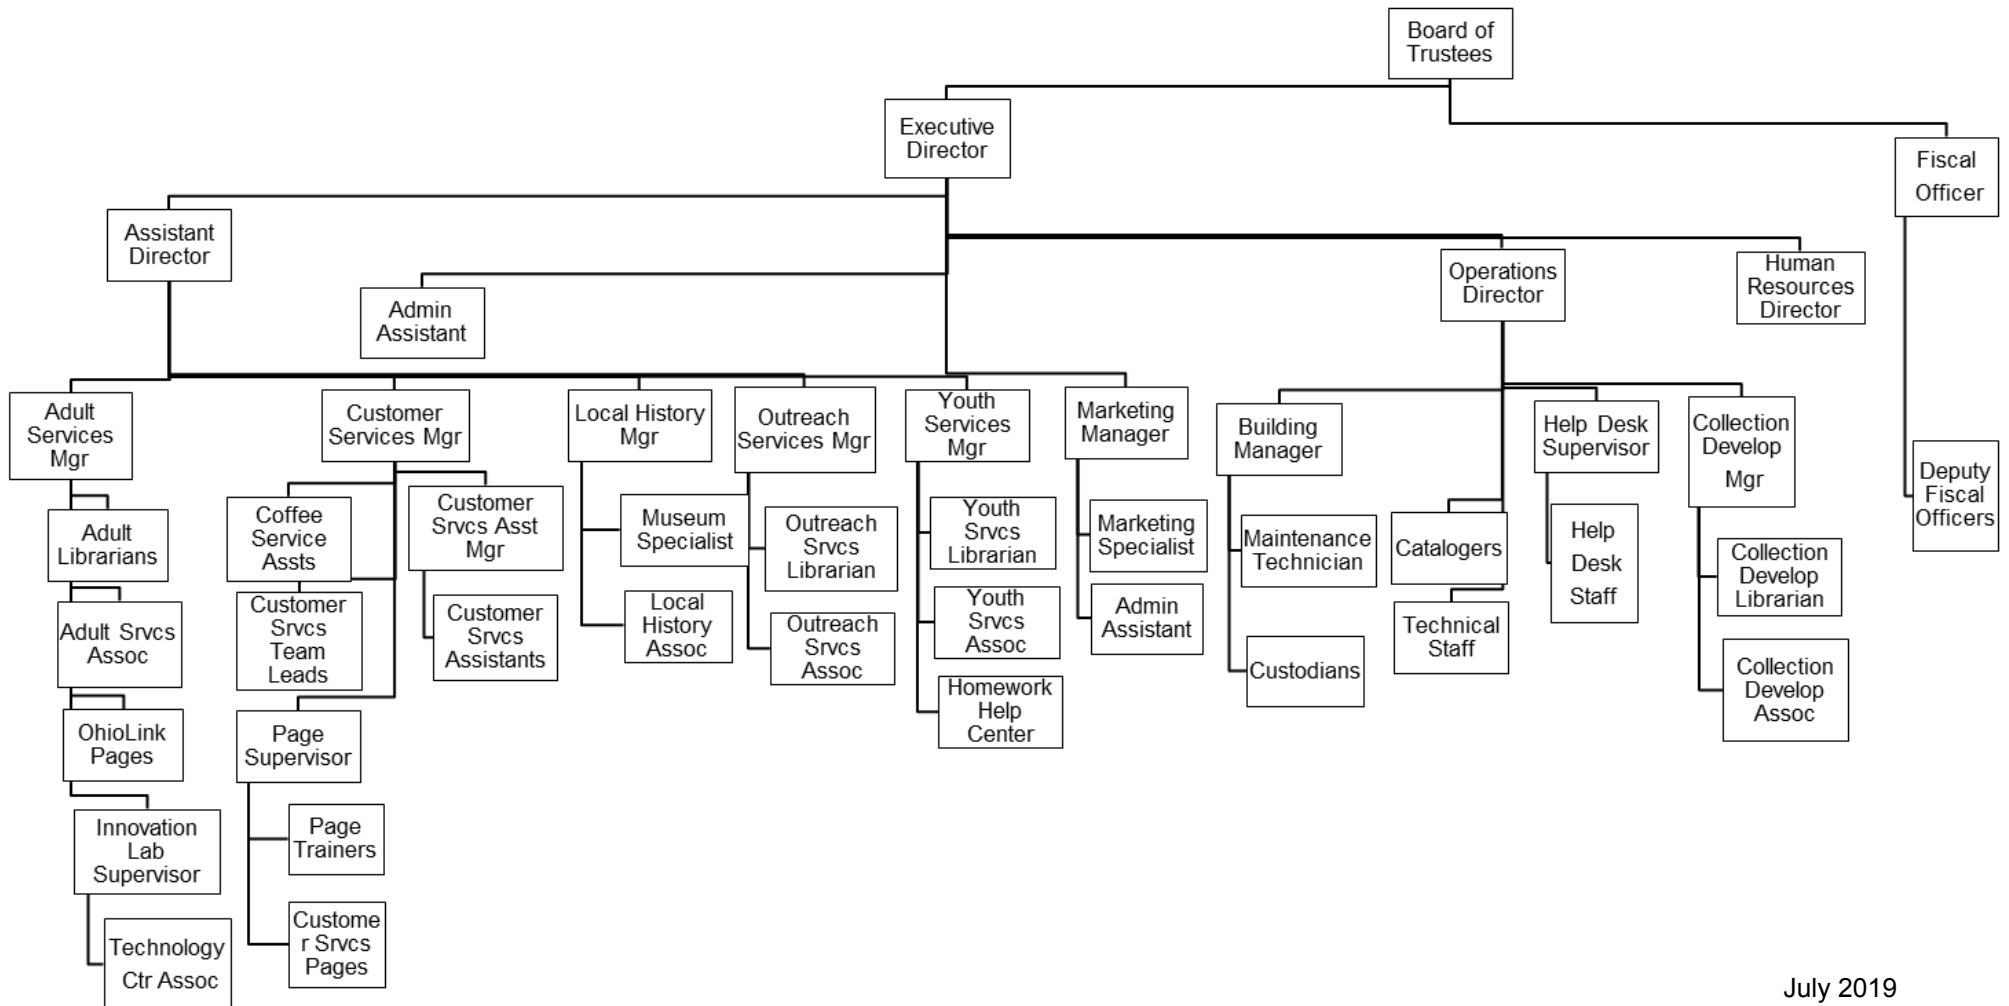 Board of
Trustees
Executive
Director
Fiscal
Officer
Assistant
Director
Admin
Assistant
Operations
Director
Human
Resources
Director
Adult
Services
Mgr
Customer
Services Mgr
Local History
Mgr
Outreach
Services Mgr
Youth
Services
Mgr
Marketing
Manager
Building
Manager
Help Desk
Supervisor
Collection
Develop
Mgr
Deputy
Fiscal
Officers
Adult
Librarians
Coffee
Service
Assts
Customer
Srvcs Asst
Mgr
Museum
Specialist
Outreach
Srvcs
Librarian
Youth
Srvcs
Librarian
Marketing
Specialist
Maintenance
Technician
Catalogers
Help
Desk
Staff
Collection
Develop
Librarian
Adult Srvcs
Assoc
Customer
Srvcs
Team
Leads
Customer
Srvcs
Assistants
Local
History
Assoc
Outreach
Srvcs
Assoc
Youth
Srvcs
Assoc
Admin
Assistant
Custodians
Technical
Staff
Collection
Develop
Assoc
OhioLink
Pages
Page
Supervisor
Homework
Help
Center
Innovation
Lab
Supervisor
Page
Trainers
Technology
Ctr Assoc
Custome
r Srvcs
Pages
July 2019